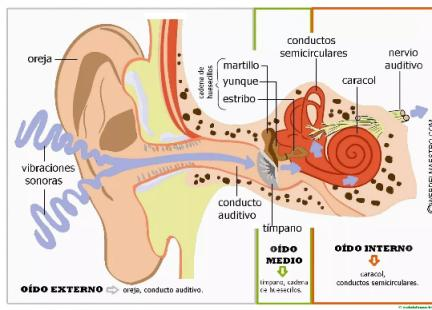 oreja
vibraciones
sonoras
cadena de
huesecillos
martillo
yunque
estribo
conductos
semicirculares
caracol
nervio
auditivo
conducto
auditivo
tímpano
OÍDO EXTERNO oreja, conducto auditivo.
OÍDO
MEDIO
tímpano, cadena
de huesecillos.
OÍDO INTERNO
caracol,
conductos semicirculares.
©WEBDELMAESTRO.COM